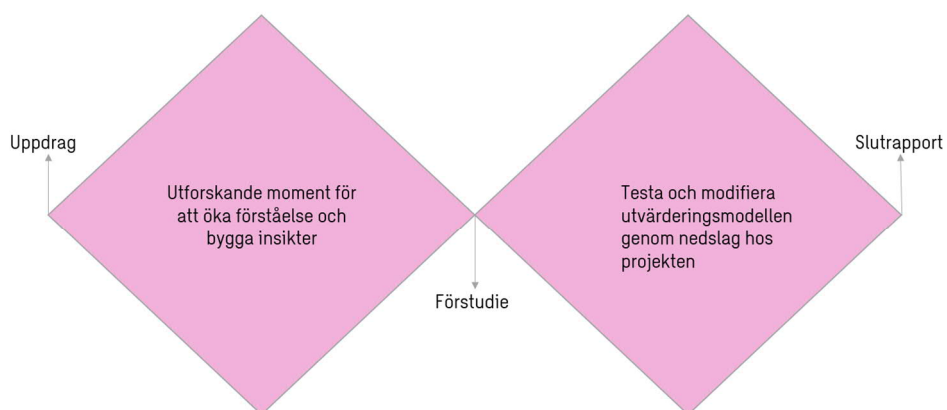 Uppdrag
Utforskande moment för
att öka förståelse och
bygga insikter
Förstudie
Testa och modifiera
utvärderingsmodellen
genom nedslag hos
projekten
Slutrapport